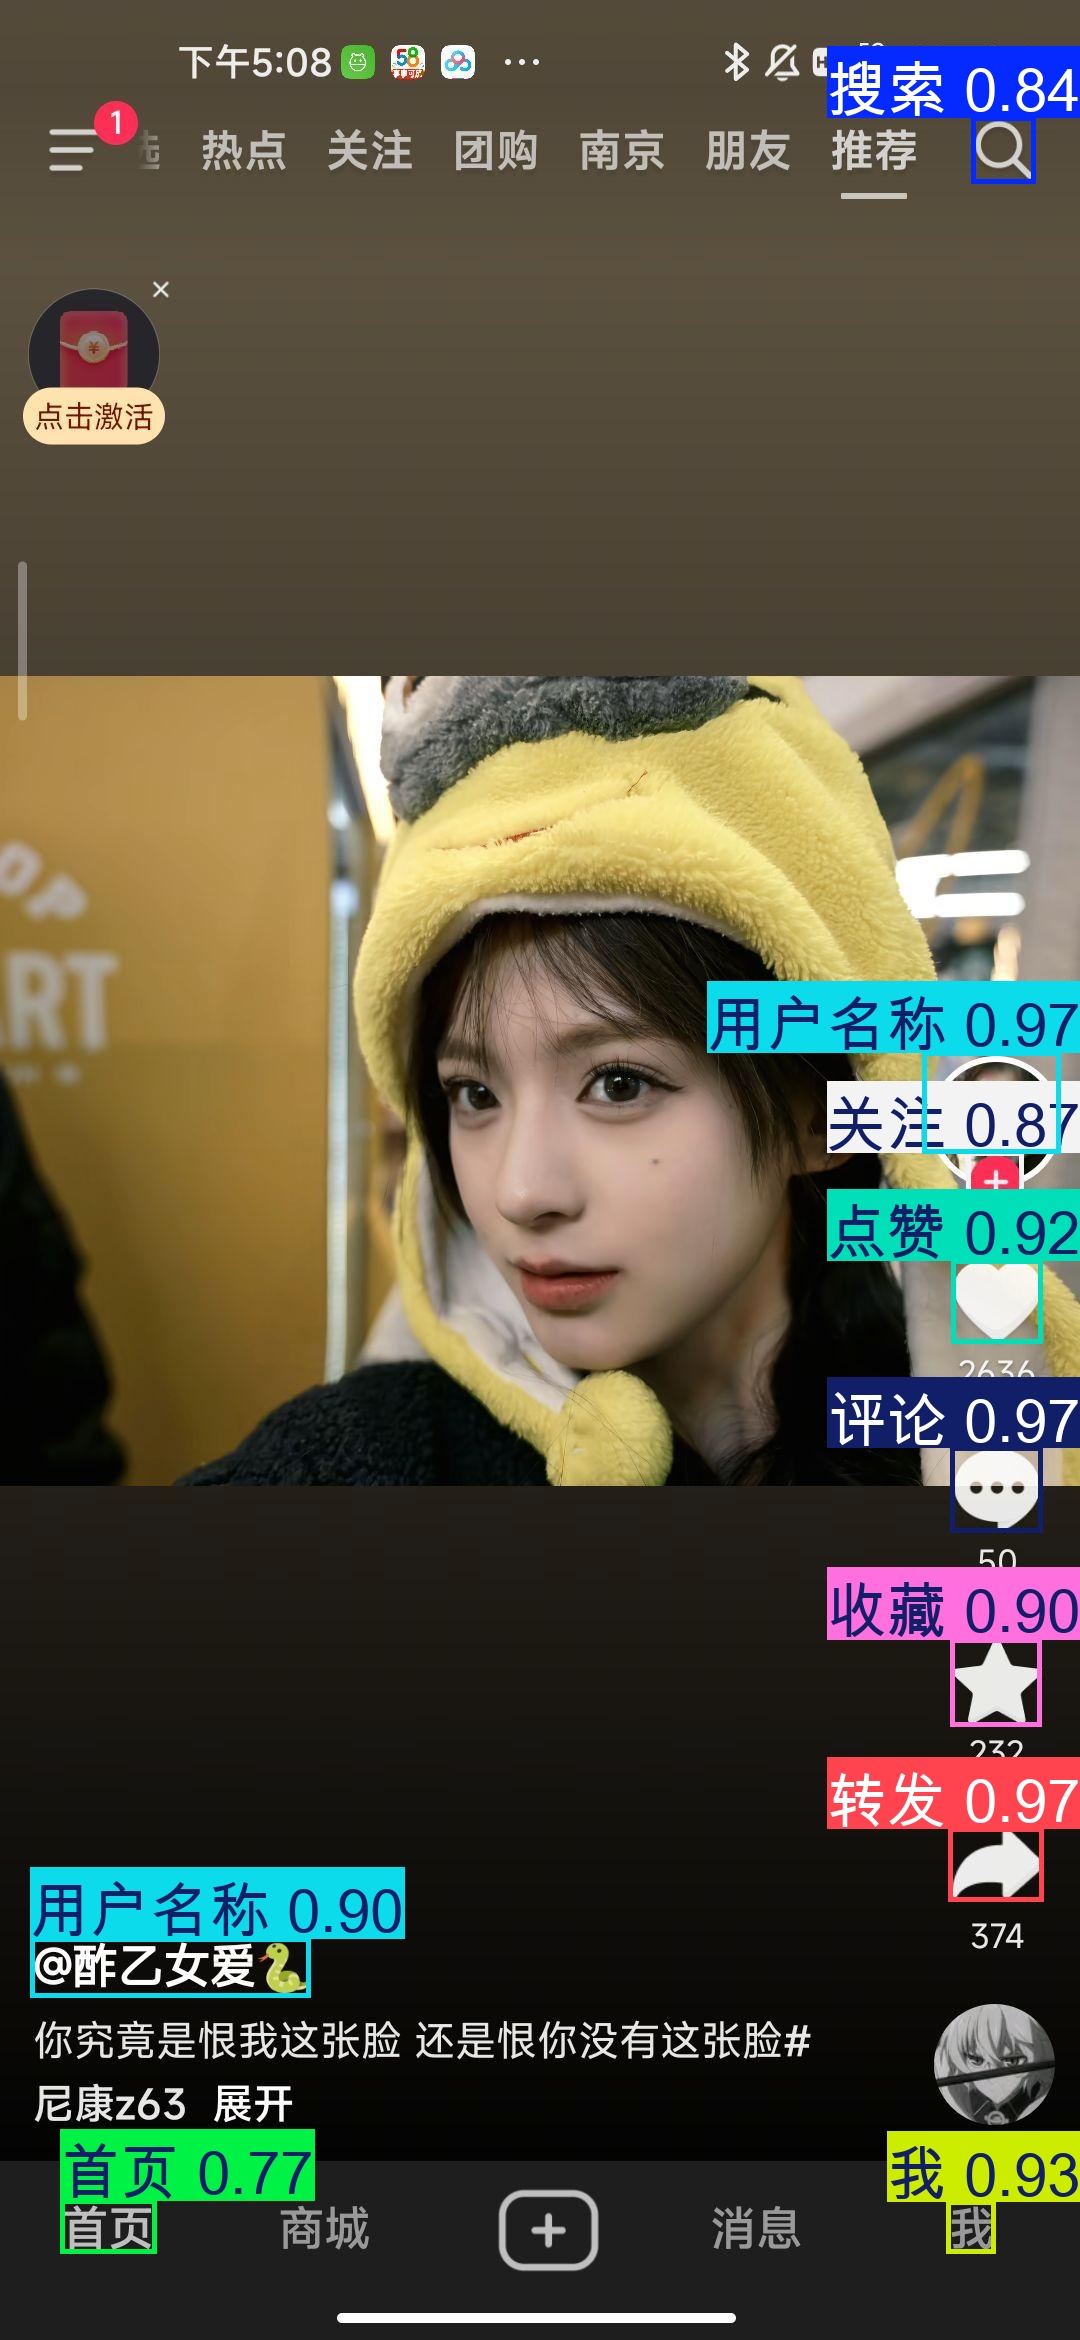 下午5:08
搜索 0.84
1
热点 关注 团购 南京 朋友 推荐
点击激活
OP
ART
用户名称 0.97
关注 0.87
点赞 0.92
2636
评论 0.97
50
收藏 0.90
232
转发 0.97
374
用户名称 0.90
@酢乙女爱🐍
你究竟是恨我这张脸 还是恨你没有这张脸#
尼康z63 展开
首页 0.77
我 0.93
首页 商城 消息 我